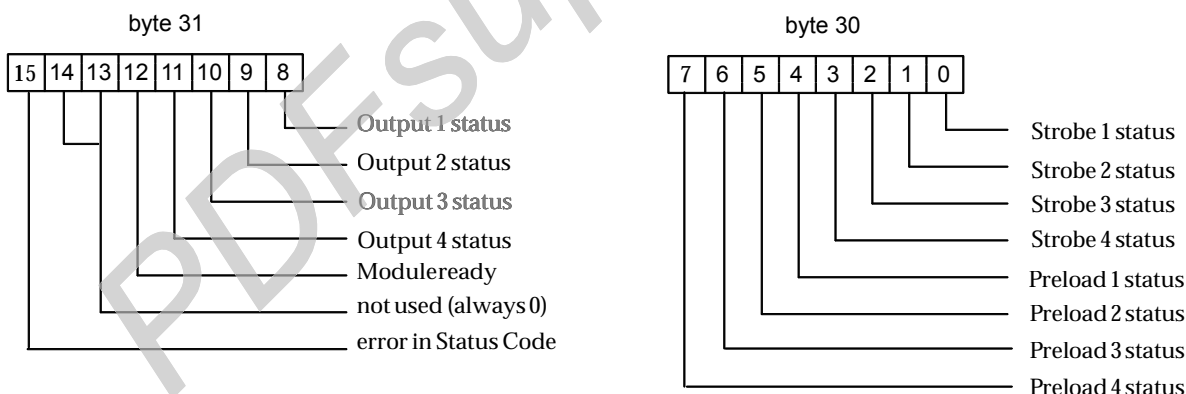 byte 31
15 14 13 12 11 10 9 8
Output 1 status
Output 2 status
Output 3 status
Output 4 status
Module ready
not used (always 0)
error in Status Code
byte 30
7 6 5 4 3 2 1 0
Strobe 1 status
Strobe 2 status
Strobe 3 status
Strobe 4 status
Preload 1 status
Preload 2 status
Preload 3 status
Preload 4 status
PDFsu